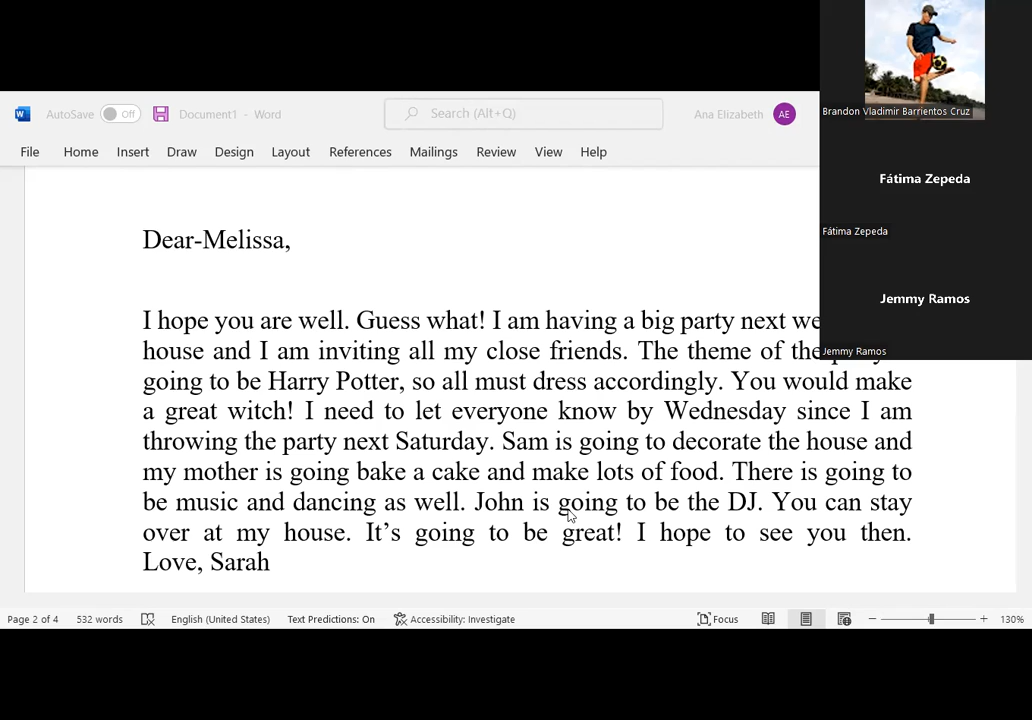 AutoSave Off Document1 - Word Search (Alt+Q) Ana Elizabeth AE
File Home Insert Draw Design Layout References Mailings Review View Help
Dear-Melissa,
I hope you are well. Guess what! I am having a big party next
house and I am inviting all my close friends. The theme of the
going to be Harry Potter, so all must dress accordingly. You would make
a great witch! I need to let everyone know by Wednesday since I am
throwing the party next Saturday. Sam is going to decorate the house and
my mother is going bake a cake and make lots of food. There is going to
be music and dancing as well. John is going to be the DJ. You can stay
over at my house. It’s going to be great! I hope to see you then.
Love, Sarah
Page 2 of 4 532 words English (United States) Text Predictions: On Accessibility: Investigate Focus 130%
Brandon Vladimir Barrientos Cruz
Fátima Zepeda
Fátima Zepeda
Jemmy Ramos
Jemmy Ramos